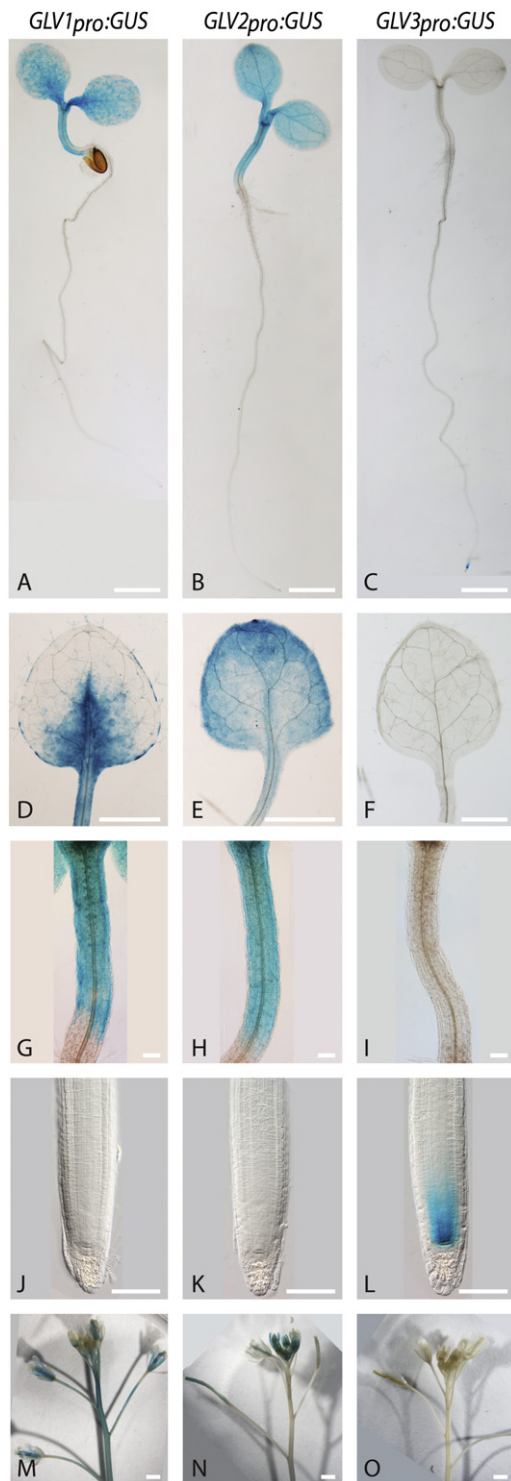 GLV1pro:GUS GLV2pro:GUS GLV3pro:GUS
A B C
D E F
G H I
J K L
M N O